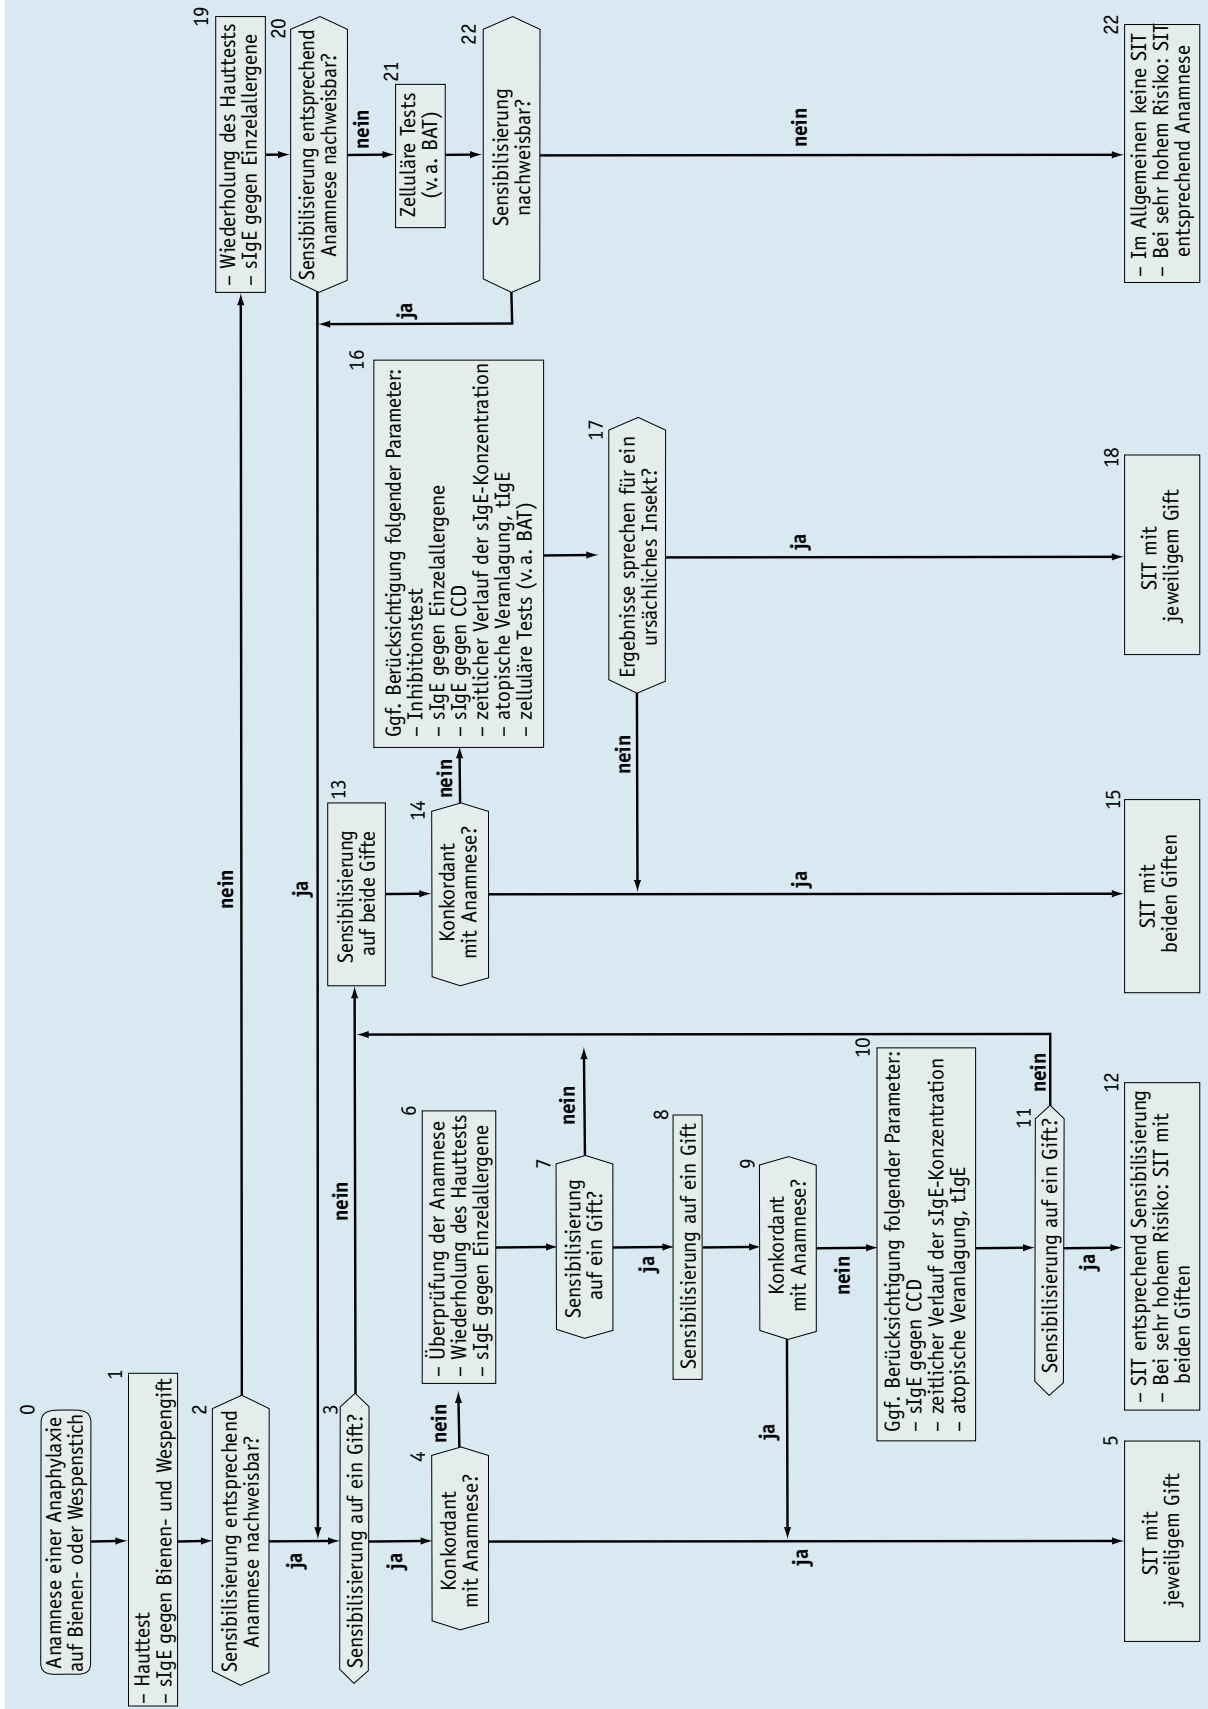 0
Anamnese einer Anaphylaxie
auf Bienen- oder Wespenstich
1
– Hauttest
– sIgE gegen Bienen- und Wespengift
2
Sensibilisierung entsprechend
Anamnese nachweisbar?
nein
ja
3
Sensibilisierung auf ein Gift?
nein
ja
4
Konkordant
mit Anamnese?
nein
ja
5
SIT mit
jeweiligem Gift
6
– Überprüfung der Anamnese
– Wiederholung des Hauttests
– sIgE gegen Einzelallergene
7
Sensibilisierung
auf ein Gift?
nein
ja
8
Sensibilisierung auf ein Gift
9
Konkordant
mit Anamnese?
ja
nein
10
Ggf. Berücksichtigung folgender Parameter:
– sIgE gegen CCD
– zeitlicher Verlauf der sIgE-Konzentration
– atopische Veranlagung, tIgE
11
Sensibilisierung auf ein Gift?
nein
ja
12
– SIT entsprechend Sensibilisierung
– Bei sehr hohem Risiko: SIT mit
beiden Giften
13
Sensibilisierung
auf beide Gifte
14
Konkordant
mit Anamnese?
nein
ja
15
SIT mit
beiden Giften
16
Ggf. Berücksichtigung folgender Parameter:
– Inhibitionstest
– sIgE gegen Einzelallergene
– sIgE gegen CCD
– zeitlicher Verlauf der sIgE-Konzentration
– atopische Veranlagung, tIgE
– zelluläre Tests (v. a. BAT)
17
Ergebnisse sprechen für ein
ursächliches Insekt?
nein
ja
18
SIT mit
jeweiligem Gift
19
– Wiederholung des Hauttests
– sIgE gegen Einzelallergene
20
Sensibilisierung entsprechend
Anamnese nachweisbar?
ja
nein
21
Zelluläre Tests
(v. a. BAT)
22
Sensibilisierung
nachweisbar?
ja
nein
22
– Im Allgemeinen keine SIT
– Bei sehr hohem Risiko: SIT
entsprechend Anamnese